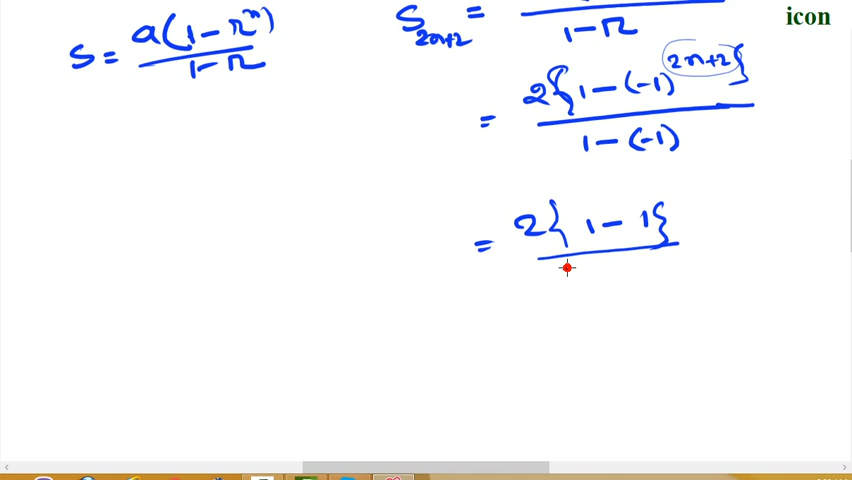 icon
S = a(1-r^n) / 1-r
S_{2n+2} = / 1-r
= 2{1-(-1)^{2n+2}} / 1-(-1)
= 2{1-1}